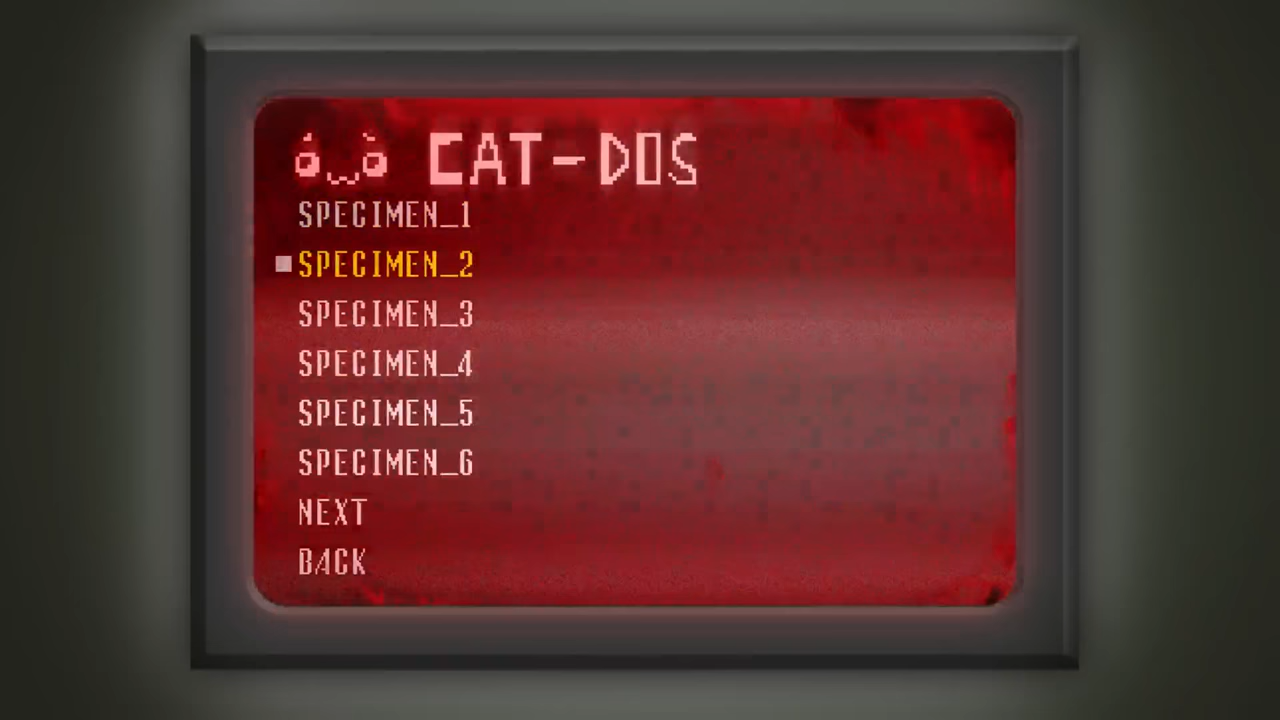 CAT-DOS
SPECIMEN_1
SPECIMEN_2
SPECIMEN_3
SPECIMEN_4
SPECIMEN_5
SPECIMEN_6
NEXT
BACK